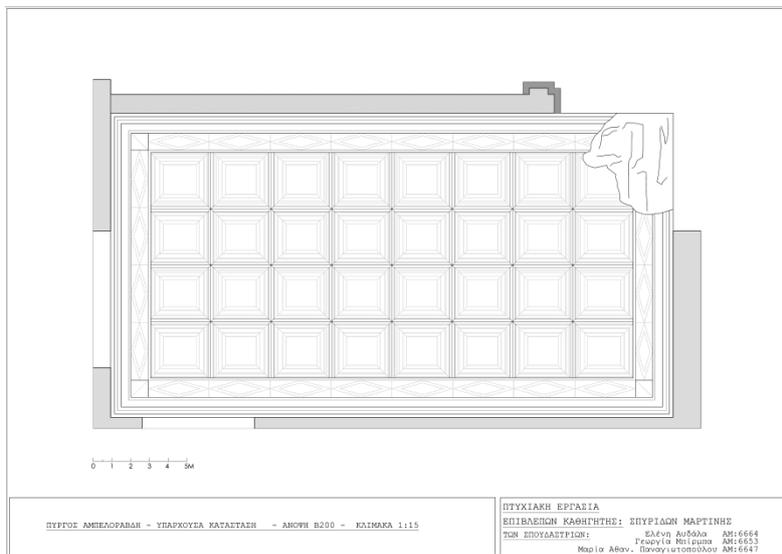 0 1 2 3 4 5M
ΠΥΡΓΟΣ ΑΜΠΕΛΟΡΑΒΔΗ - ΥΠΑΡΧΟΥΣΑ ΚΑΤΑΣΤΑΣΗ - ΑΝΟΨΗ Β200 - ΚΛΙΜΑΚΑ 1:15
ΠΤΥΧΙΑΚΗ ΕΡΓΑΣΙΑ
ΕΠΙΒΛΕΠΩΝ ΚΑΘΗΓΗΤΗΣ: ΣΠΥΡΙΔΩΝ ΜΑΡΤΙΝΗΣ
ΤΩΝ ΣΠΟΥΔΑΣΤΡΙΩΝ: Ελένη Αυδάλα ΑΜ:6664
Γεωργία Μπίρμπα ΑΜ:6653
Μαρία Αθαν. Παναγιωτοπούλου ΑΜ:6647